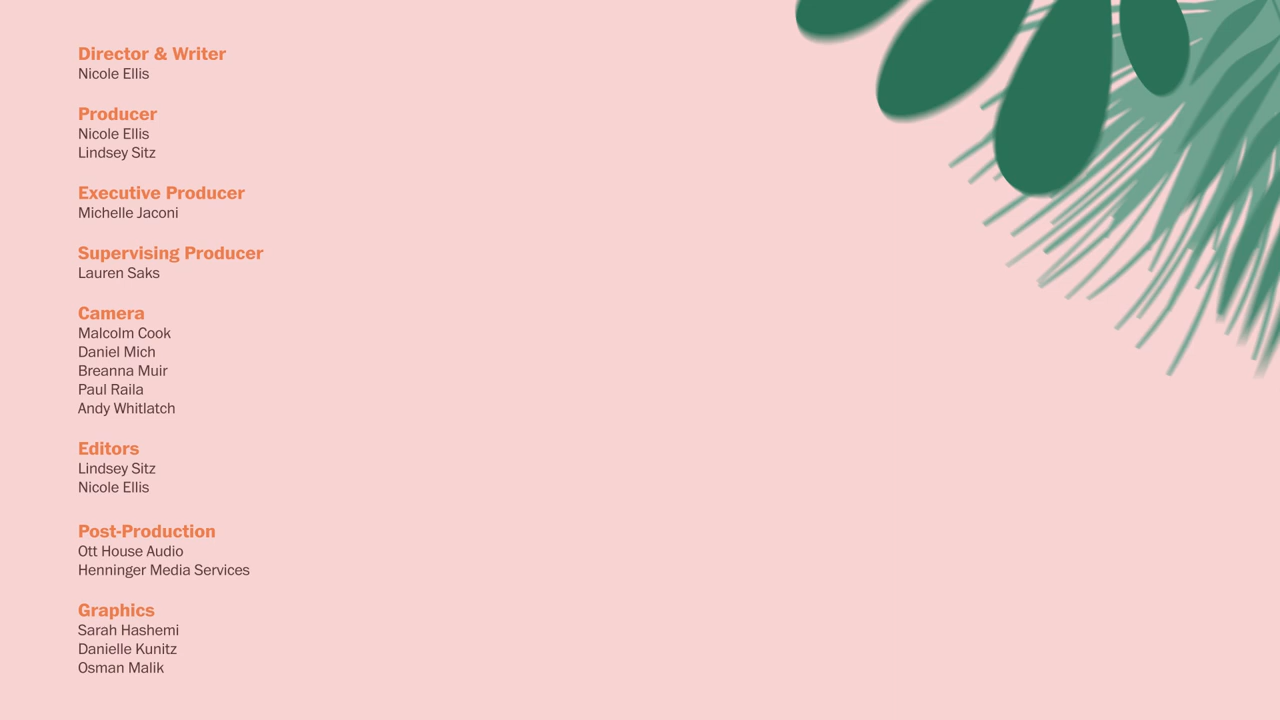 Director & Writer
Nicole Ellis
Producer
Nicole Ellis
Lindsey Sitz
Executive Producer
Michelle Jaconi
Supervising Producer
Lauren Saks
Camera
Malcolm Cook
Daniel Mich
Breanna Muir
Paul Raila
Andy Whitlatch
Editors
Lindsey Sitz
Nicole Ellis
Post-Production
Ott House Audio
Henninger Media Services
Graphics
Sarah Hashemi
Danielle Kunitz
Osman Malik